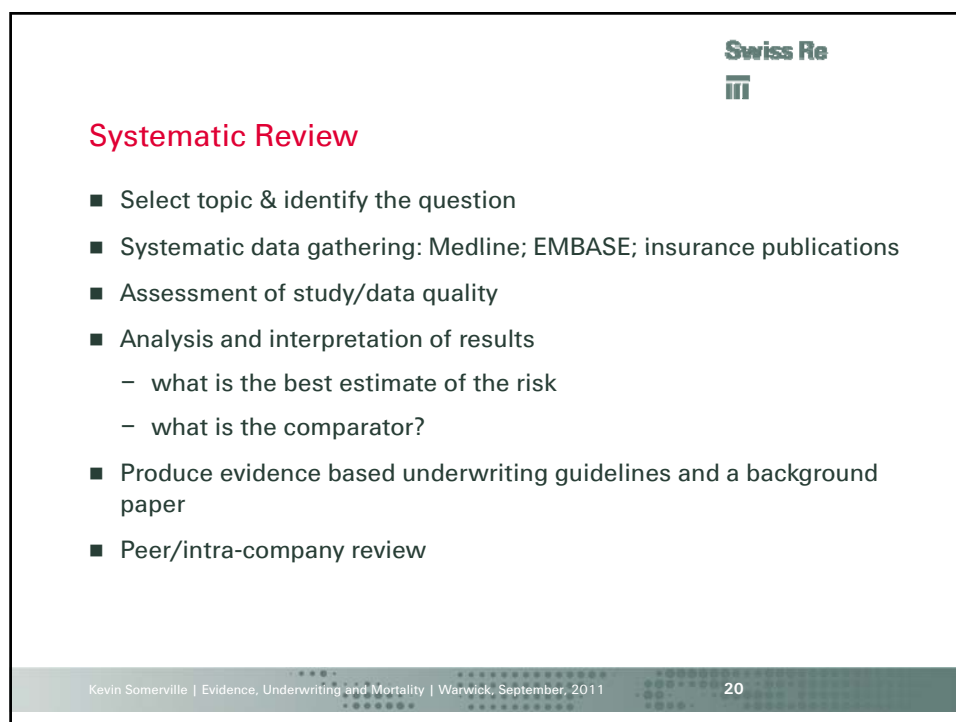 Swiss Re
Systematic Review
■ Select topic & identify the question
■ Systematic data gathering: Medline; EMBASE; insurance publications
■ Assessment of study/data quality
■ Analysis and interpretation of results
– what is the best estimate of the risk
– what is the comparator?
■ Produce evidence based underwriting guidelines and a background
paper
■ Peer/intra-company review
Kevin Somerville | Evidence, Underwriting and Mortality | Warwick, September, 2011 20